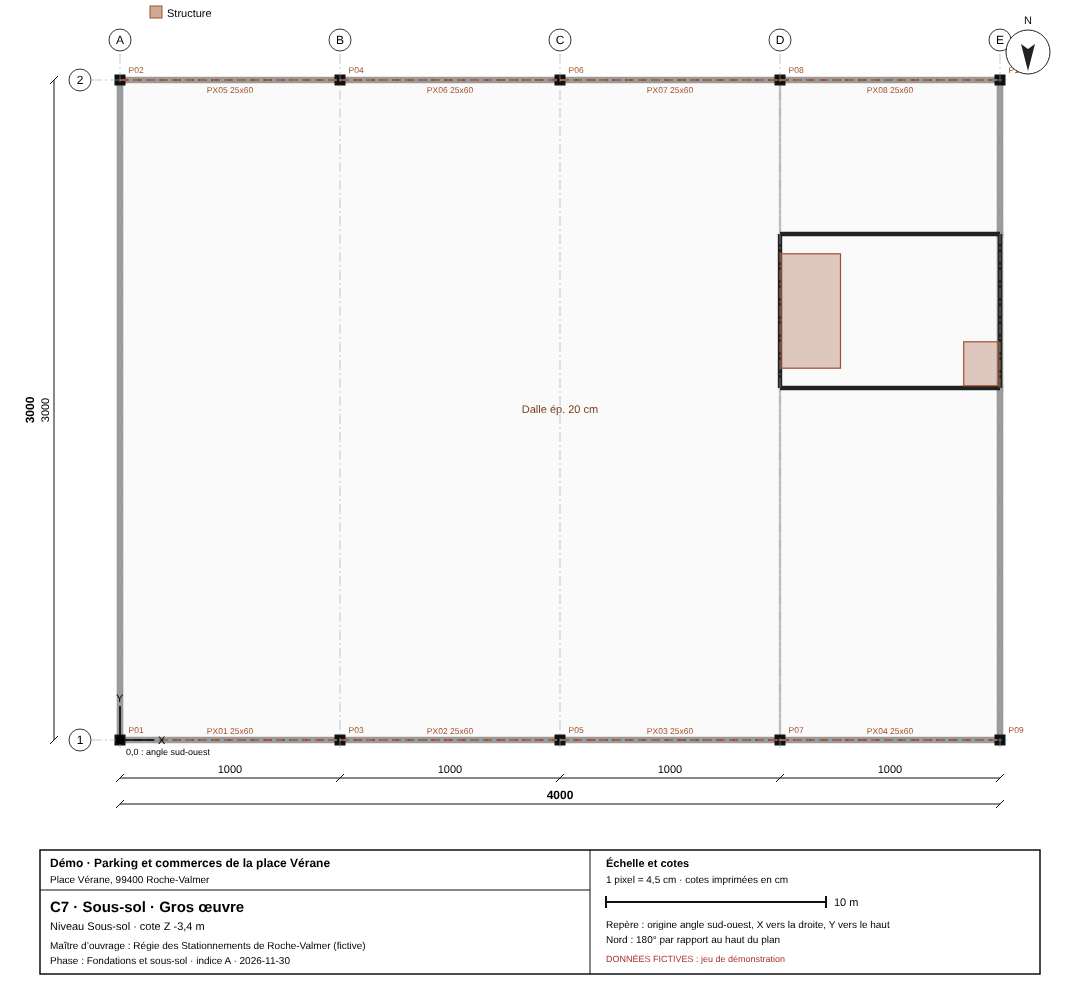 Structure
N
A
B
C
D
E
2
P02
P04
P06
P08
PX05 25x60
PX06 25x60
PX07 25x60
PX08 25x60
3000
3000
Dalle ép. 20 cm
Y
X
1
P01
PX01 25x60
P03
PX02 25x60
P05
PX03 25x60
P07
PX04 25x60
P09
0,0 : angle sud-ouest
1000
1000
1000
1000
4000
Démo · Parking et commerces de la place Vérane
Place Vérane, 99400 Roche-Valmer
C7 · Sous-sol · Gros œuvre
Niveau Sous-sol · cote Z -3,4 m
Maître d’ouvrage : Régie des Stationnements de Roche-Valmer (fictive)
Phase : Fondations et sous-sol · indice A · 2026-11-30
Échelle et cotes
1 pixel = 4,5 cm · cotes imprimées en cm
10 m
Repère : origine angle sud-ouest, X vers la droite, Y vers le haut
Nord : 180° par rapport au haut du plan
DONNÉES FICTIVES : jeu de démonstration